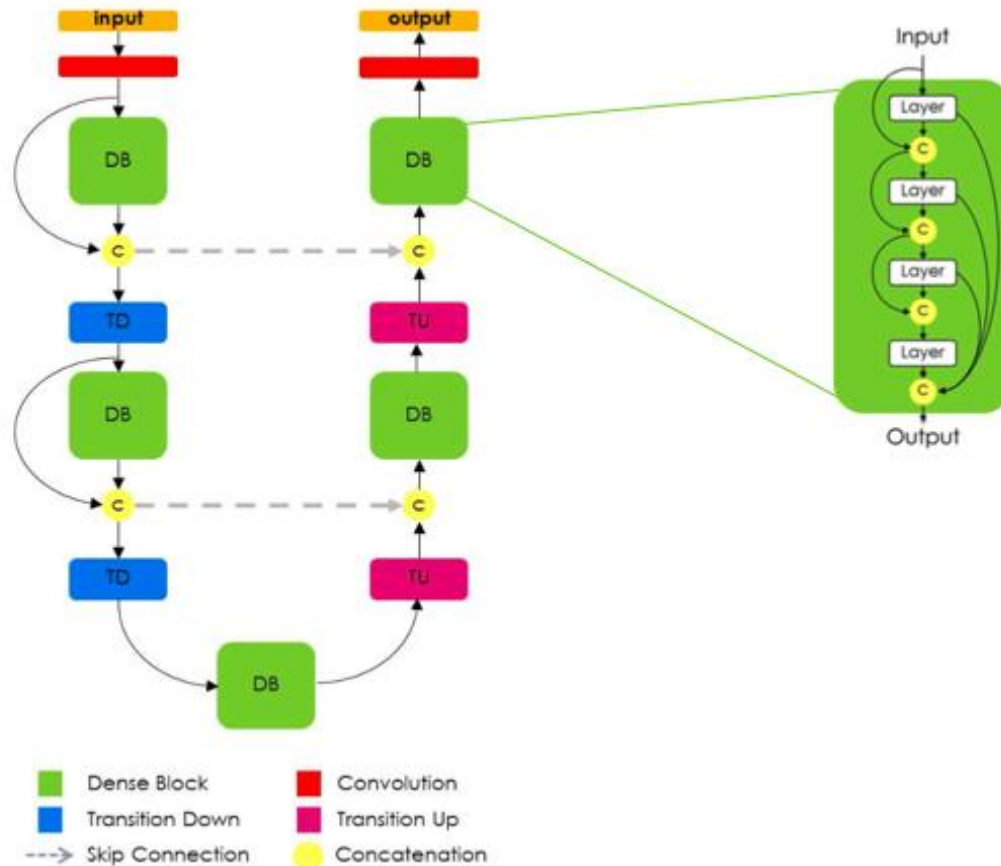 input
output
Input
DB
DB
Layer
C
Layer
C
C
C
Layer
TD
TU
C
Layer
DB
DB
C
Output
C
C
TD
TU
DB
Dense Block
Convolution
Transition Down
Transition Up
Skip Connection
Concatenation